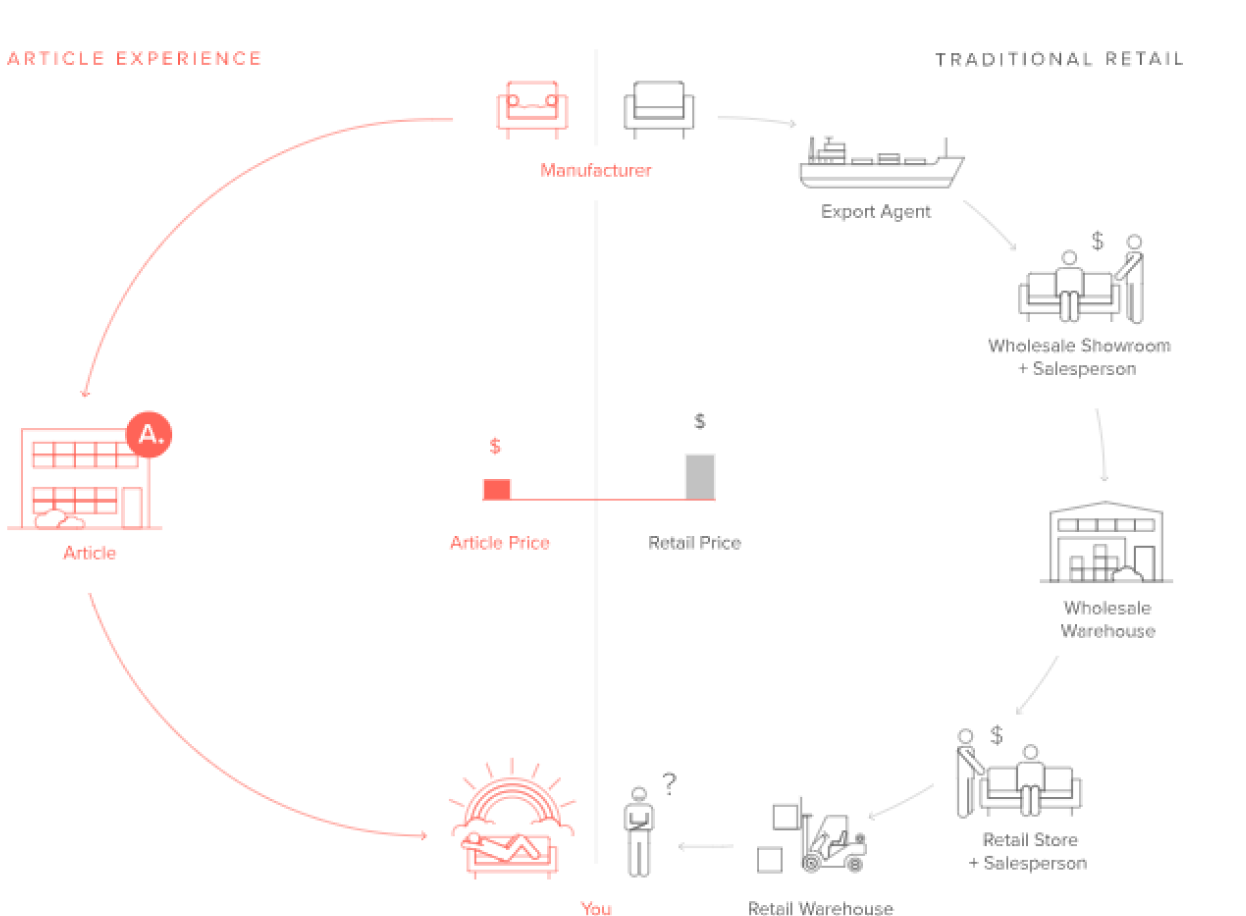 ARTICLE EXPERIENCE
TRADITIONAL RETAIL
Manufacturer
Export Agent
$
Wholesale Showroom
+ Salesperson
A.
Article
$
$
Article Price
Retail Price
Wholesale
Warehouse
$
Retail Store
+ Salesperson
?
You
Retail Warehouse